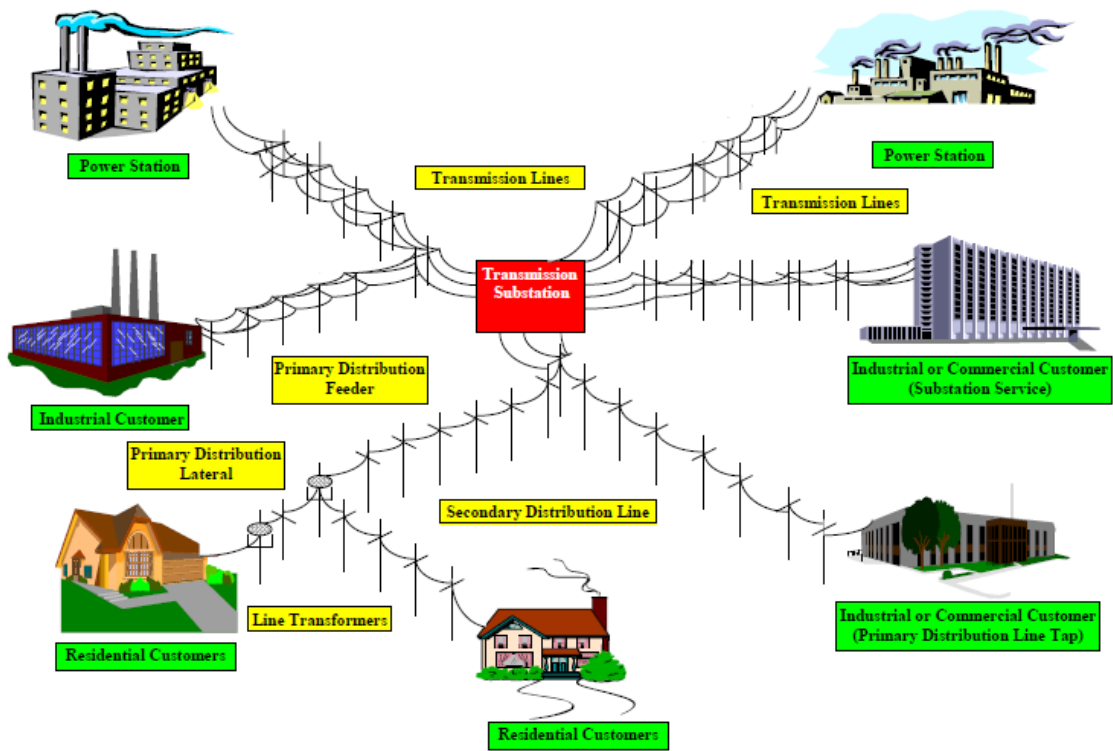 Power Station
Power Station
Transmission Lines
Transmission Lines
Transmission
Substation
Primary Distribution
Feeder
Industrial or Commercial Customer
(Substation Service)
Industrial Customer
Primary Distribution
Lateral
Secondary Distribution Line
Line Transformers
Industrial or Commercial Customer
(Primary Distribution Line Tap)
Residential Customers
Residential Customers